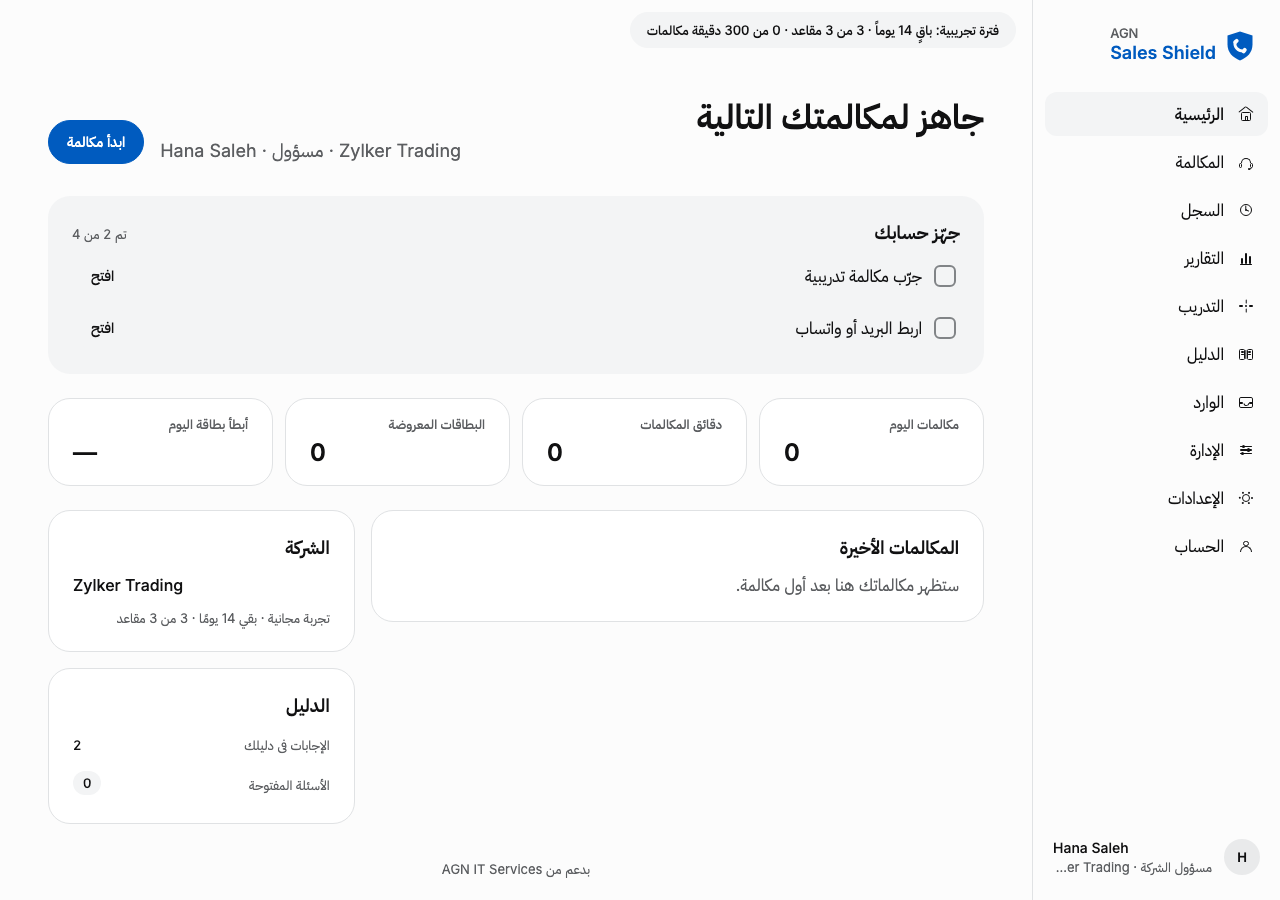 فترة تجريبية: باقٍ 14 يوماً · 3 من 3 مقاعد · 0 من 300 دقيقة مكالمات
AGN
Sales Shield
الرئيسية
المكالمة
السجل
التقارير
التدريب
الدليل
الوارد
الإدارة
الإعدادات
الحساب
جاهز لمكالمتك التالية
Hana Saleh · مسؤول · Zylker Trading
ابدأ مكالمة
جهّز حسابك
تم 2 من 4
جرّب مكالمة تدريبية
افتح
اربط البريد أو واتساب
افتح
مكالمات اليوم
0
دقائق المكالمات
0
البطاقات المعروضة
0
أبطأ بطاقة اليوم
—
المكالمات الأخيرة
ستظهر مكالماتك هنا بعد أول مكالمة.
الشركة
Zylker Trading
تجربة مجانية · بقي 14 يومًا · 3 من 3 مقاعد
الدليل
الإجابات في دليلك
2
الأسئلة المفتوحة
0
H
Hana Saleh
مسؤول الشركة · er Trading...
بدعم من AGN IT Services